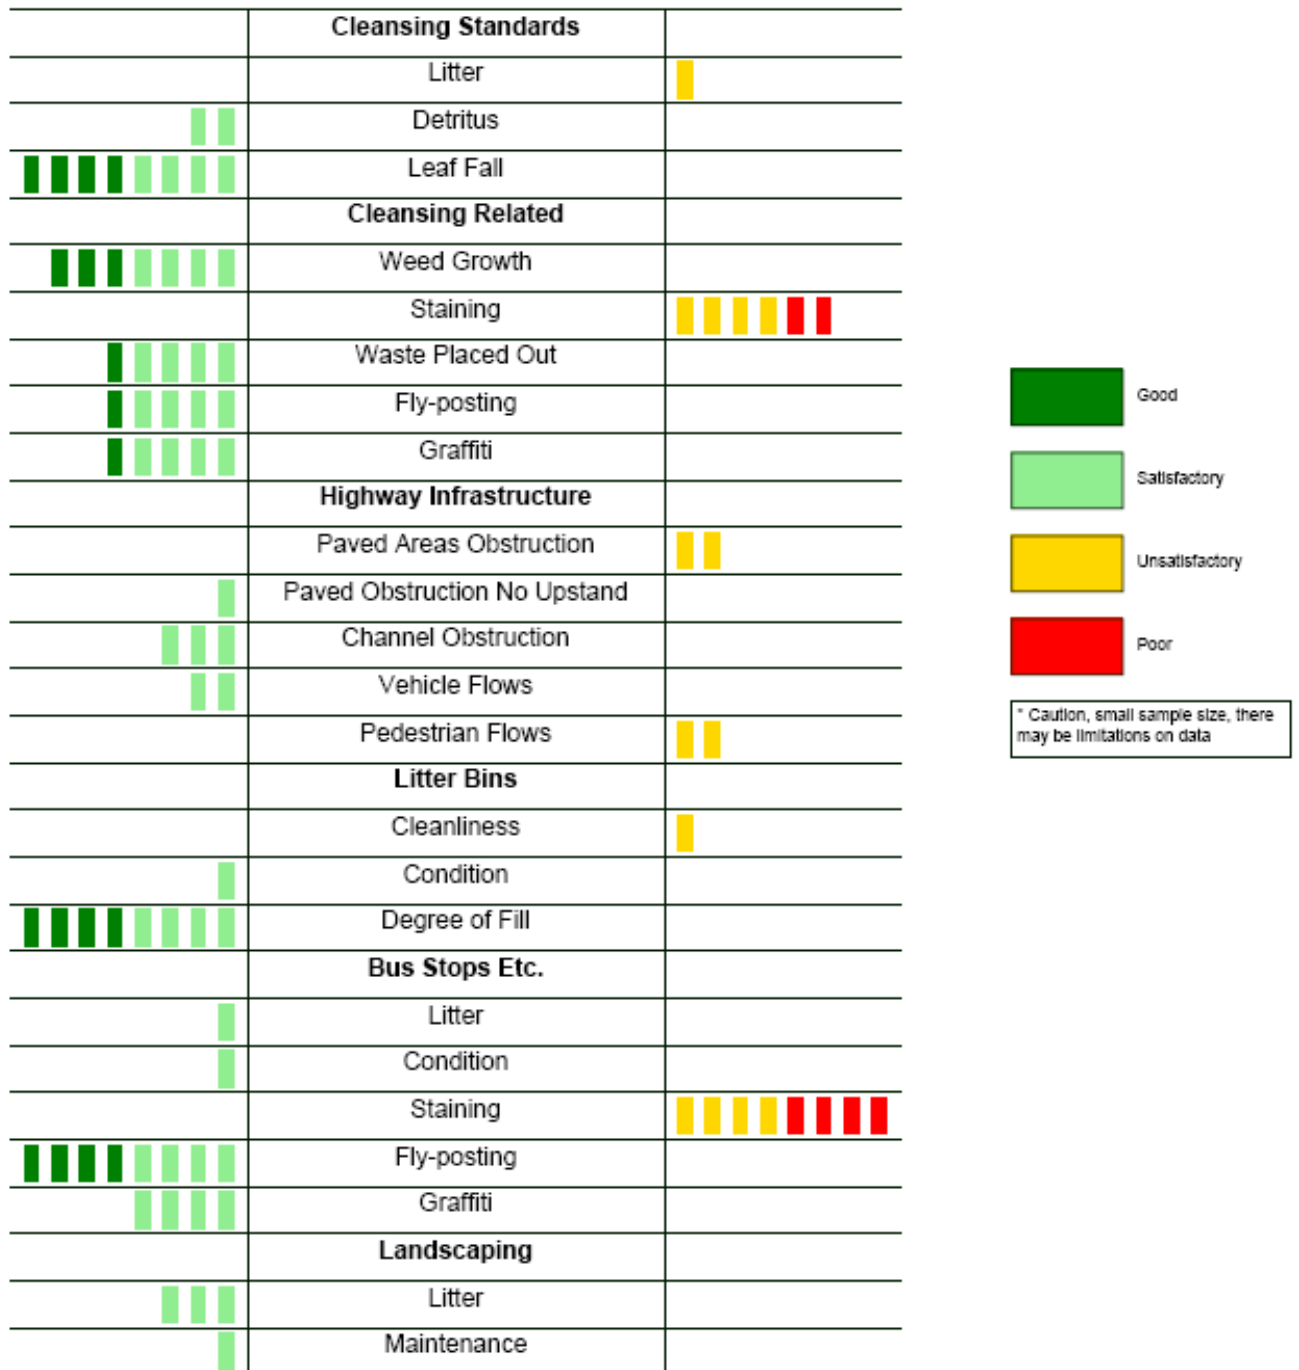 Cleansing Standards
Litter
Detritus
Leaf Fall
Cleansing Related
Weed Growth
Staining
Waste Placed Out
Fly-posting
Graffiti
Highway Infrastructure
Paved Areas Obstruction
Paved Obstruction No Upstand
Channel Obstruction
Vehicle Flows
Pedestrian Flows
Litter Bins
Cleanliness
Condition
Degree of Fill
Bus Stops Etc.
Litter
Condition
Staining
Fly-posting
Graffiti
Landscaping
Litter
Maintenance
Good
Satisfactory
Unsatisfactory
Poor
* Caution, small sample size, there
may be limitations on data